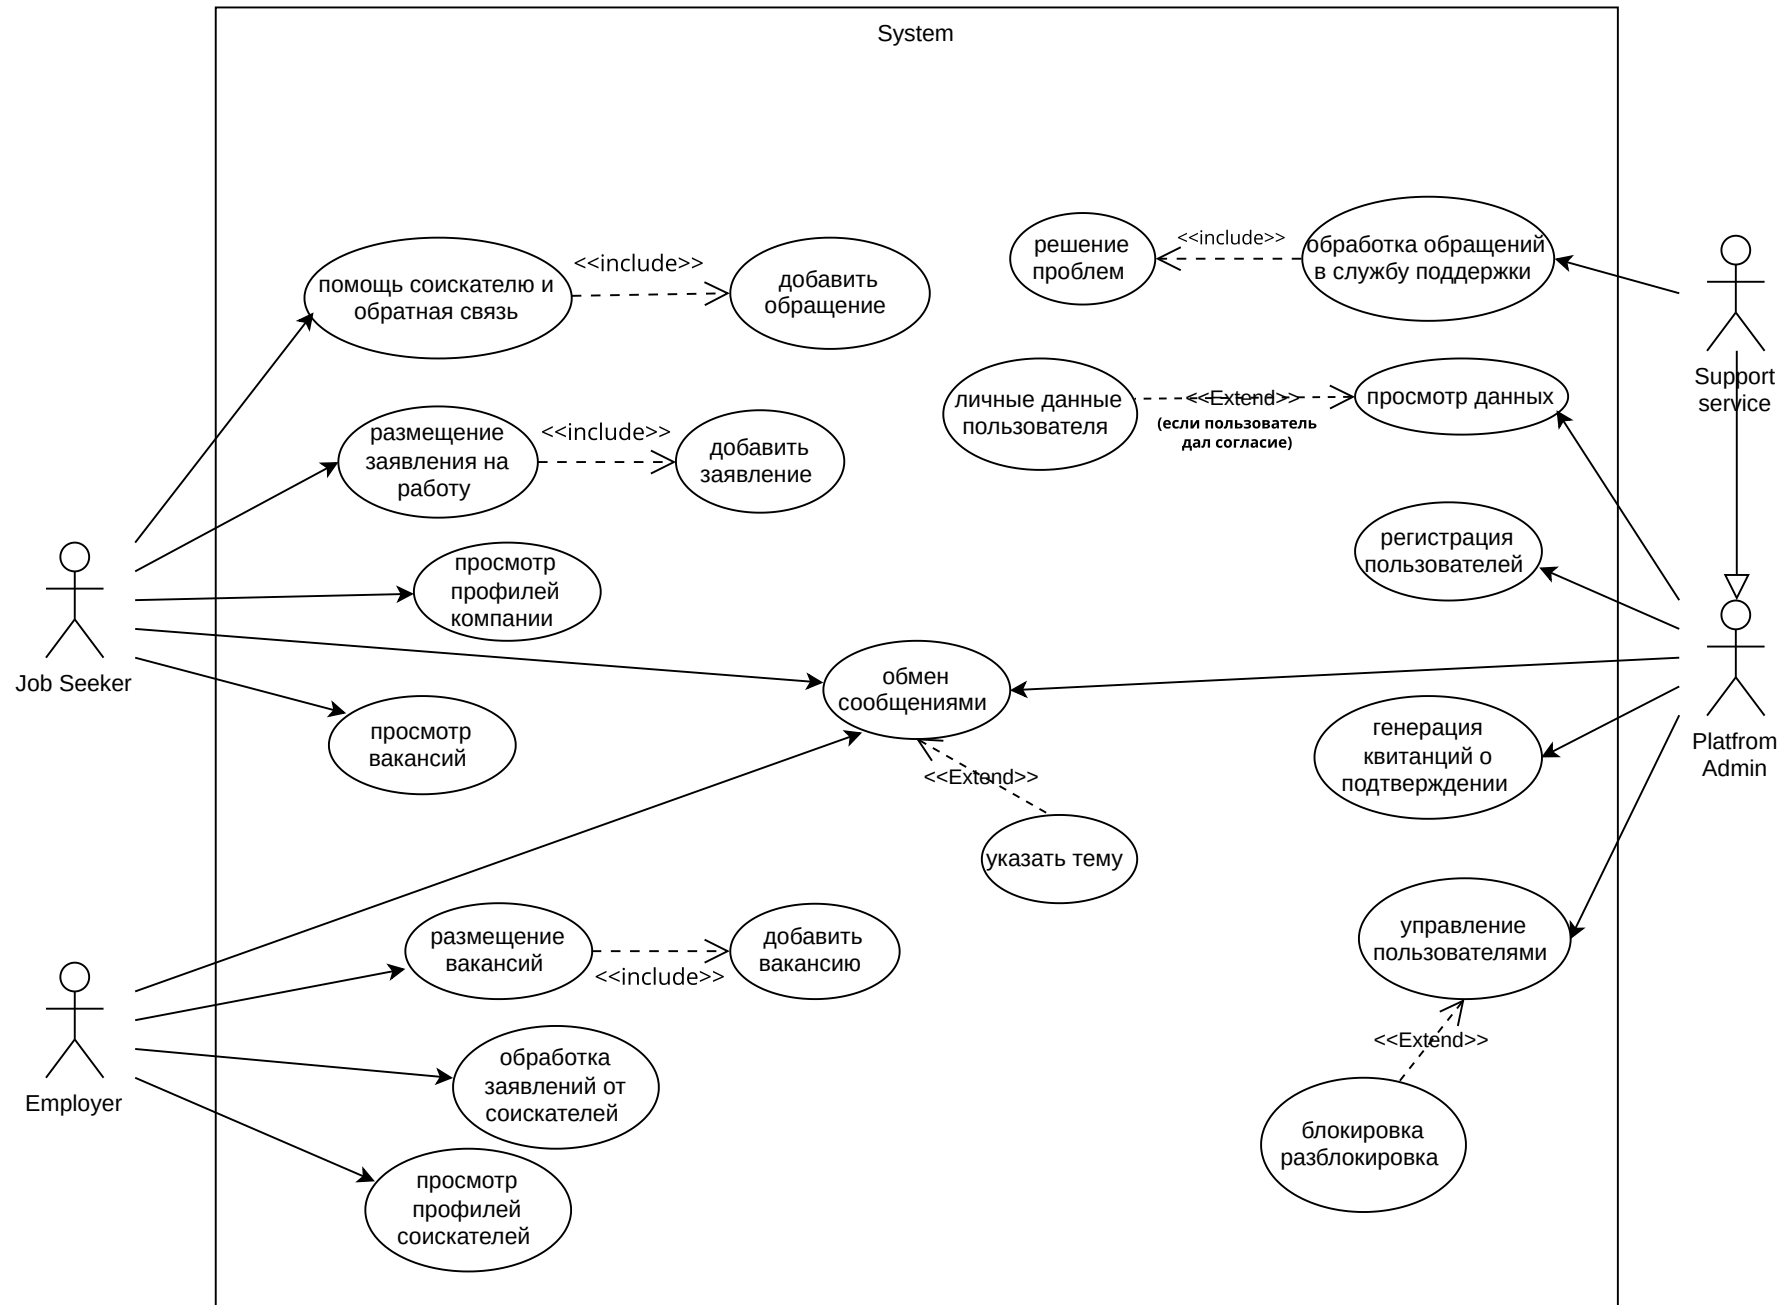 System
помощь соискателю и
обратная связь
<<include>>
добавить
обращение
решение
проблем
<<include>>
обработка обращений
в службу поддержки
Support
service
размещение
заявления на
работу
<<include>>
добавить
заявление
личные данные
пользователя
<<Extend>>
(если пользователь
дал согласие)
просмотр данных
просмотр
профилей
компании
регистрация
пользователей
Job Seeker
обмен
сообщениями
просмотр
вакансий
<<Extend>>
указать тему
генерация
квитанций о
подтверждении
Platfrom
Admin
размещение
вакансий
<<include>>
добавить
вакансию
управление
пользователями
Employer
обработка
заявлений от
соискателей
<<Extend>>
блокировка
разблокировка
просмотр
профилей
соискателей